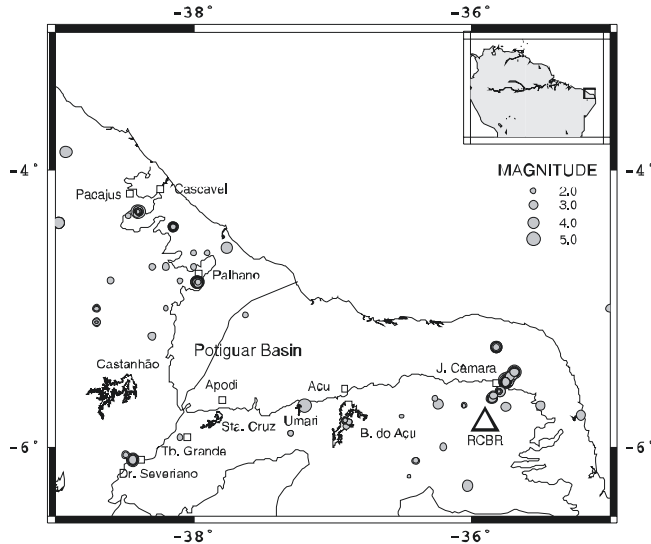 -38° -36°
MAGNITUDE
2.0
3.0
4.0
5.0
-4° -4°
Pacajus Cascavel
Palhano
Potiguar Basin
J. Câmara
Castanhão
Apodi Açu
Sta. Cruz Umari B. do Açu
RCBR
Tb. Grande
-6° -6°
Dr. Severiano
-38° -36°